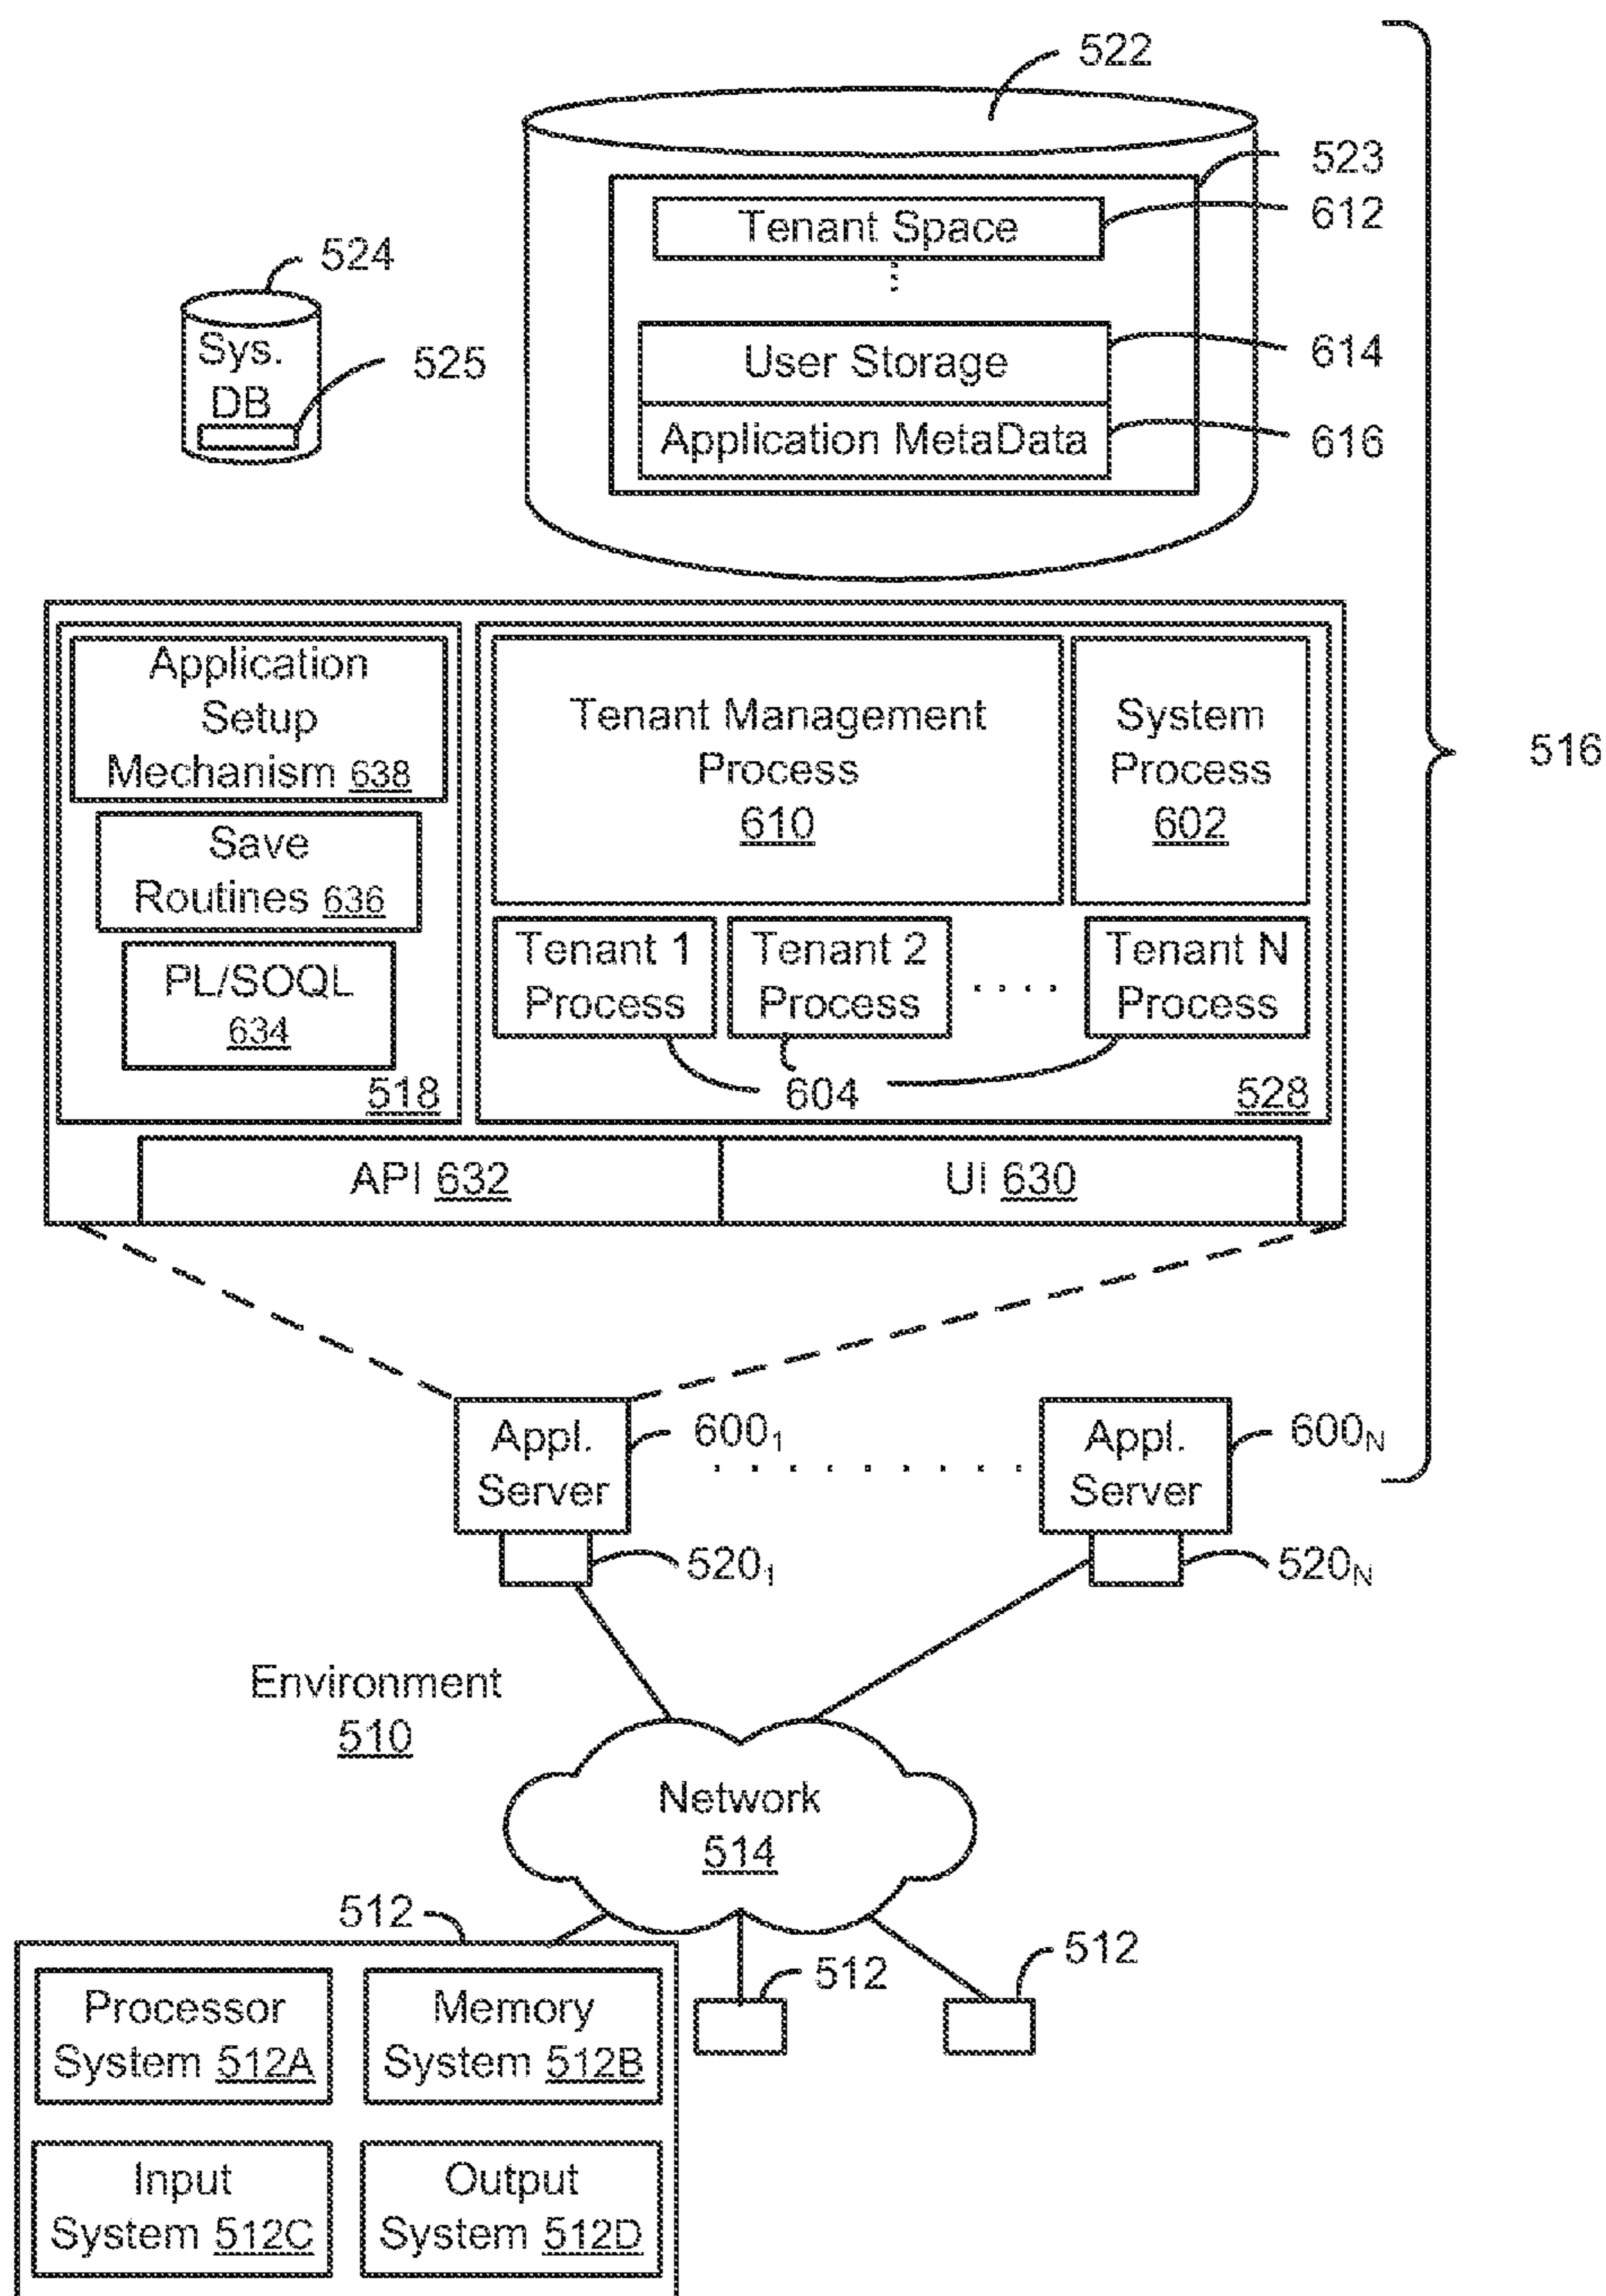 522
523
Tenant Space
612
524
Sys.
DB
525
User Storage
614
Application MetaData
616
516
Application
Setup
Mechanism 638
Save
Routines 636
PL/SOQL
634
518
Tenant Management
Process
610
System
Process
602
Tenant 1
Process
Tenant 2
Process
Tenant N
Process
604
528
API 632
UI 630
Appl.
Server
600₁
Appl.
Server
600N
520₁
520N
Environment
510
Network
514
512
512
512
Processor
System 512A
Memory
System 512B
Input
System 512C
Output
System 512D